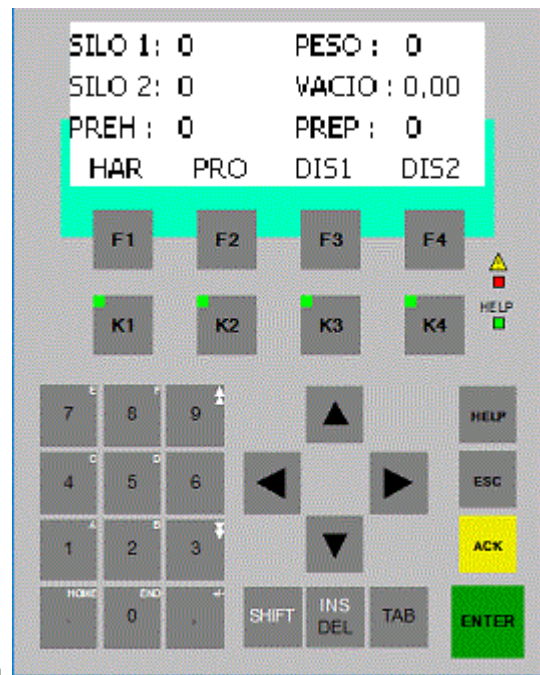 SILO 1: 0 PESO : 0
SILO 2: 0 VACIO : 0,00
PREH : 0 PREP : 0
HAR PRO DIS1 DIS2
F1 F2 F3 F4
HELP
K1 K2 K3 K4
7 E 8 F 9
HELP
4 C 5 D 6
ESC
1 A 2 B 3
ACK
. HOME 0 END . +/-
SHIFT INS DEL TAB
ENTER